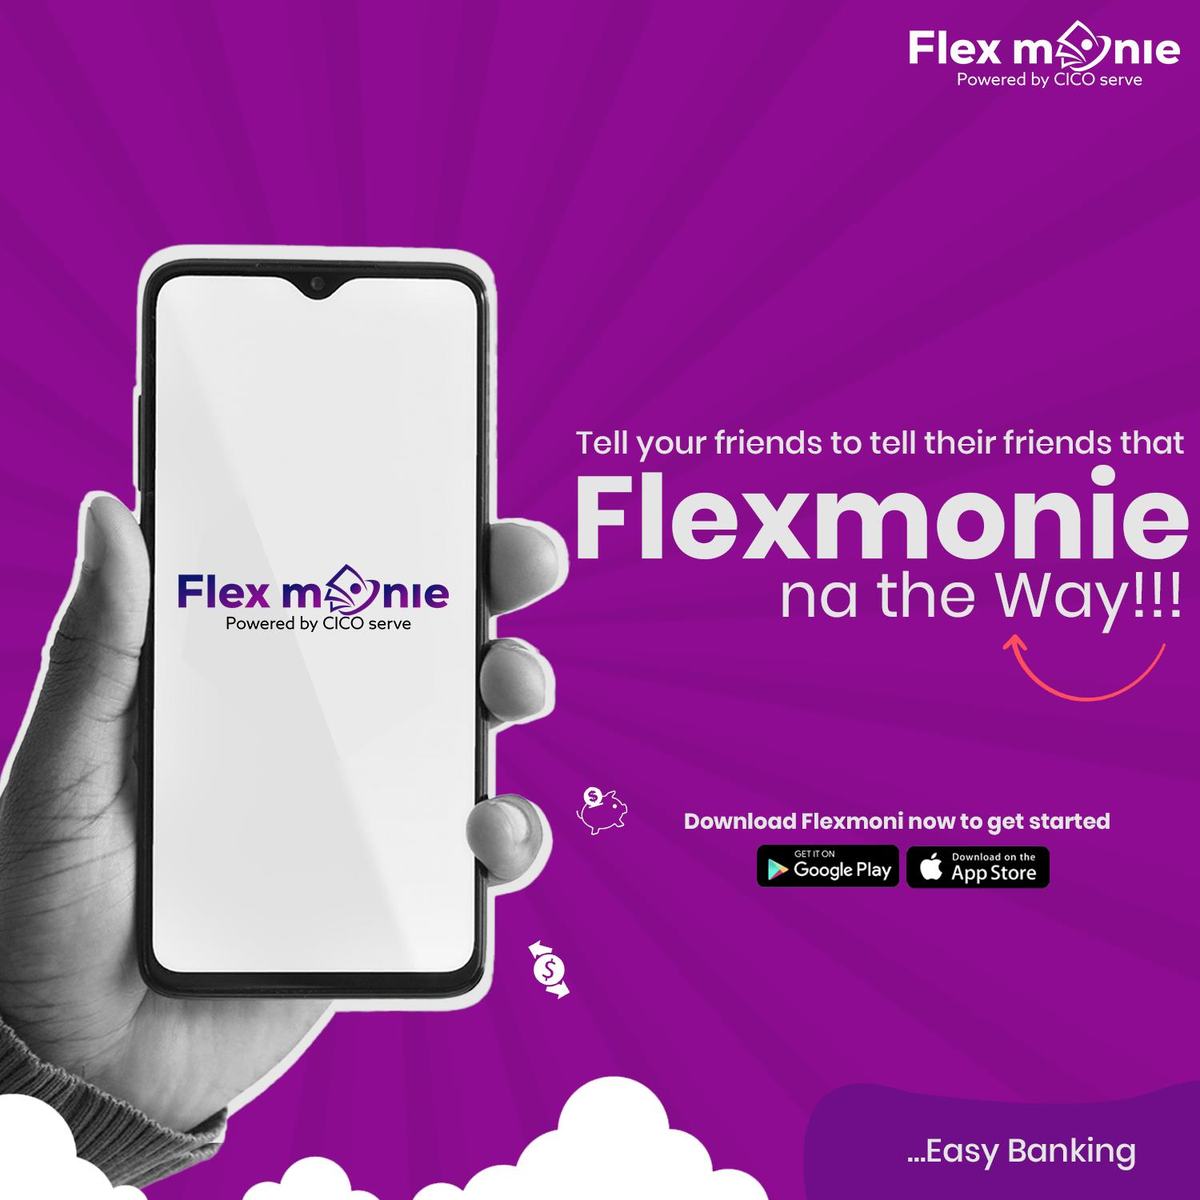 Flex monie
Powered by CICO serve
Tell your friends to tell their friends that
Flexmonie
na the Way!!!
Flex monie
Powered by CICO serve
$
Download Flexmoni now to get started
GET IT ON
Google Play
Download on the
App Store
$
...Easy Banking